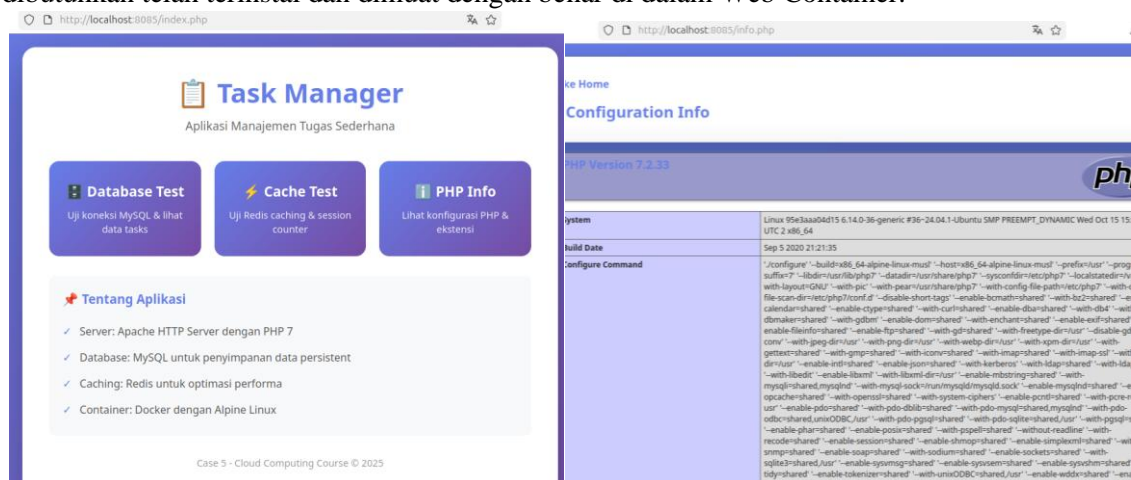 dibutuhkan telah terinstal dan dimuat dengan benar di dalam Web Container.
http://localhost:8085/index.php
Task Manager
Aplikasi Manajemen Tugas Sederhana
Database Test
Uji koneksi MySQL & lihat
data tasks
Cache Test
Uji Redis caching & session
counter
PHP Info
Lihat konfigurasi PHP &
ekstensi
Tentang Aplikasi
✓ Server: Apache HTTP Server dengan PHP 7
✓ Database: MySQL untuk penyimpanan data persistent
✓ Caching: Redis untuk optimasi performa
✓ Container: Docker dengan Alpine Linux
Case 5 - Cloud Computing Course © 2025
http://localhost:8085/info.php
ke Home
Configuration Info
PHP Version 7.2.33
php
System
Linux 95e3aaa04d15 6.14.0-36-generic #36~24.04.1-Ubuntu SMP PREEMPT_DYNAMIC Wed Oct 15 15:
UTC 2 x86_64
Build Date
Sep 5 2020 21:21:35
Configure Command
'./configure' '--build=x86_64-alpine-linux-musl' '--host=x86_64-alpine-linux-musl' '--prefix=/usr' '--prog
suffix=7' '--libdir=/usr/lib/php7' '--datadir=/usr/share/php7' '--sysconfdir=/etc/php7' '--localstatedir=/v
with-layout=GNU' '--with-pic' '--with-pear=/usr/share/php7' '--with-config-file-path=/etc/php7' '--with-c
file-scan-dir=/etc/php7/conf.d' '--disable-short-tags' '--enable-bcmath=shared' '--with-bz2=shared' '--e
calendar=shared' '--enable-ctype=shared' '--with-curl=shared' '--enable-dba=shared' '--with-db4' '--with
dbmaker=shared' '--with-gdbm' '--enable-dom=shared' '--with-enchant=shared' '--enable-exif=shared'
enable-fileinfo=shared' '--enable-ftp=shared' '--with-gd=shared' '--with-freetype-dir=/usr' '--disable-gd
conv' '--with-jpeg-dir=/usr' '--with-png-dir=/usr' '--with-webp-dir=/usr' '--with-xpm-dir=/usr' '--with-
gettext=shared' '--with-gmp=shared' '--with-iconv=shared' '--with-imap=shared' '--with-imap-ssl' '--with
dir=/usr' '--enable-intl=shared' '--enable-json=shared' '--with-kerberos' '--with-ldap=shared' '--with-lda
'--with-libedit' '--enable-libxml' '--with-libxml-dir=/usr' '--enable-mbstring=shared' '--with-
mysqli=shared,mysqlnd' '--with-mysql-sock=/run/mysqld/mysqld.sock' '--enable-mysqlnd=shared' '--e
opcache=shared' '--with-openssl=shared' '--with-system-ciphers' '--enable-pcntl=shared' '--with-pcre-r
usr' '--enable-pdo=shared' '--with-pdo-dblib=shared' '--with-pdo-mysql=shared,mysqlnd' '--with-pdo-
odbc=shared,unixODBC,/usr' '--with-pdo-pgsql=shared' '--with-pdo-sqlite=shared,/usr' '--with-pgsql=s
'--enable-phar=shared' '--enable-posix=shared' '--with-pspell=shared' '--without-readline' '--with-
recode=shared' '--enable-session=shared' '--enable-shmop=shared' '--enable-simplexml=shared' '--wit
snmp=shared' '--enable-soap=shared' '--with-sodium=shared' '--enable-sockets=shared' '--with-
sqlite3=shared,/usr' '--enable-sysvmsg=shared' '--enable-sysvsem=shared' '--enable-sysvshm=shared'
tidy=shared' '--enable-tokenizer=shared' '--with-unixODBC=shared,/usr' '--enable-wddx=shared' '--ena